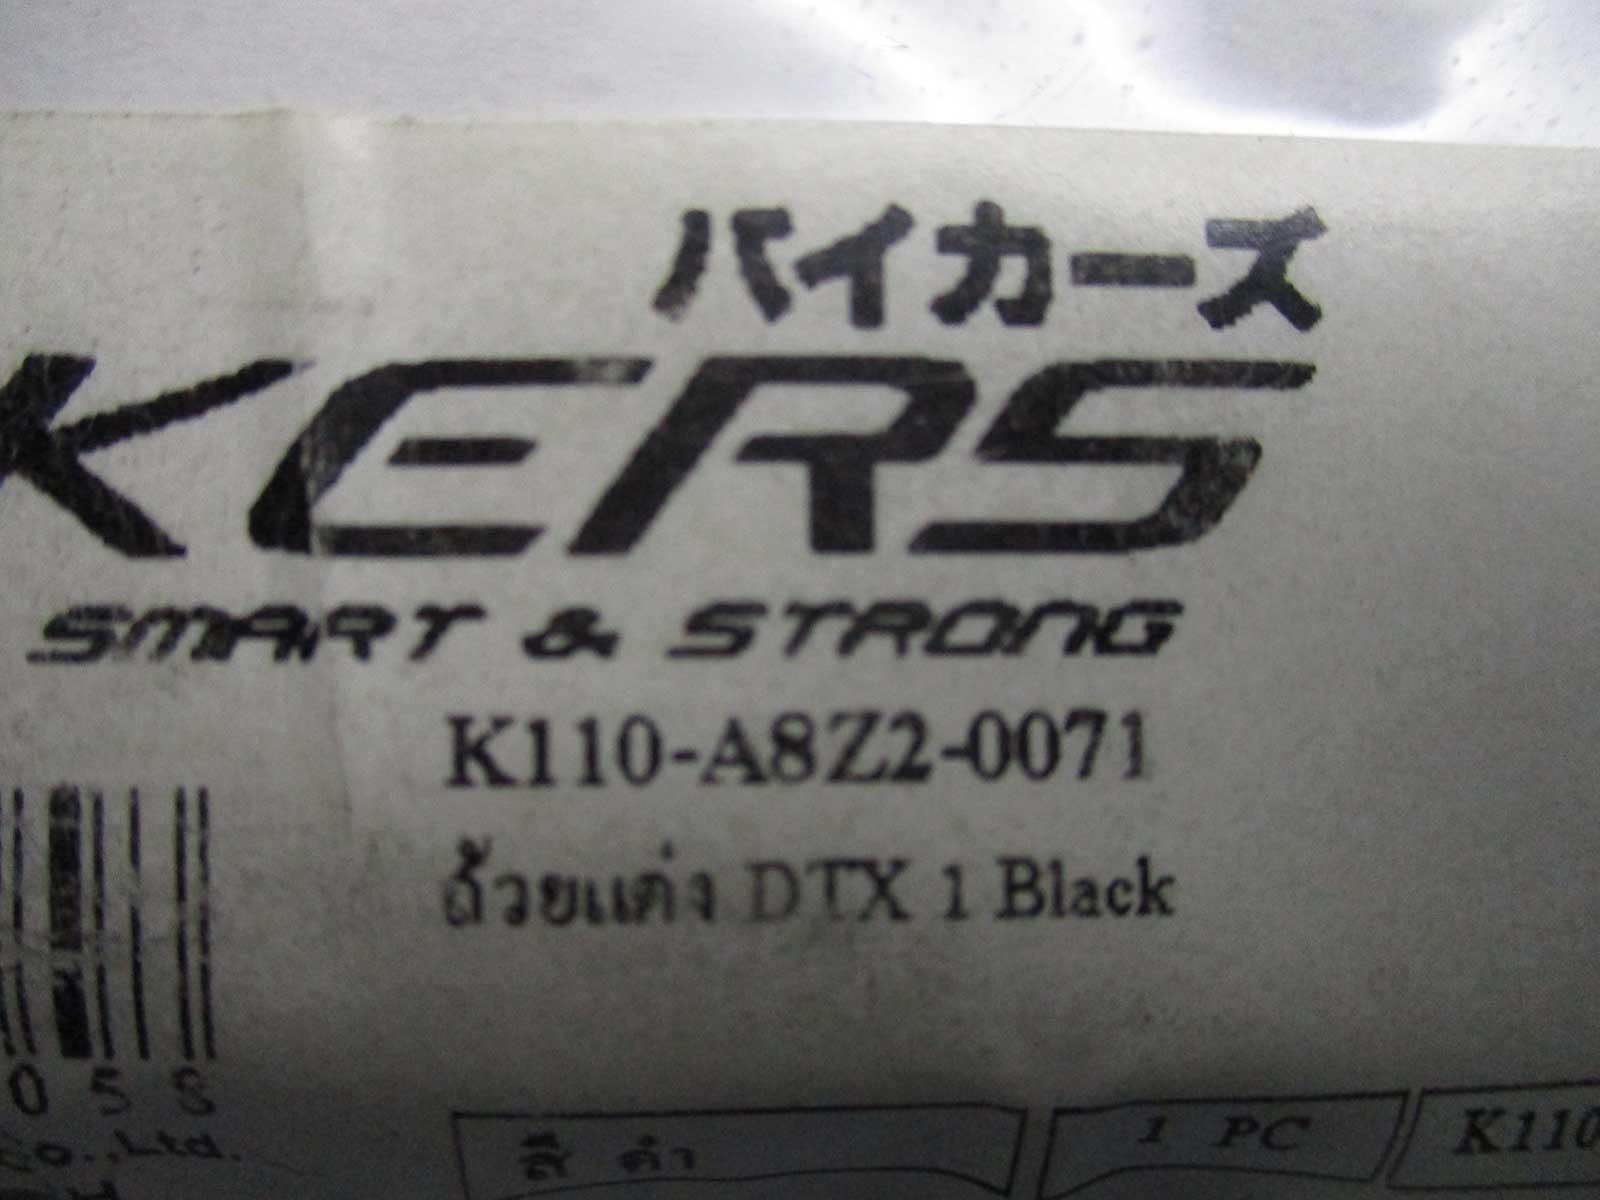 バイカーズ
KERS
SMART & STRONG
K110-A8Z2-0071
ถ้วยแต่ง DTX 1 Black
058
Co.,Ltd.
สี ดำ
1 PC
K110